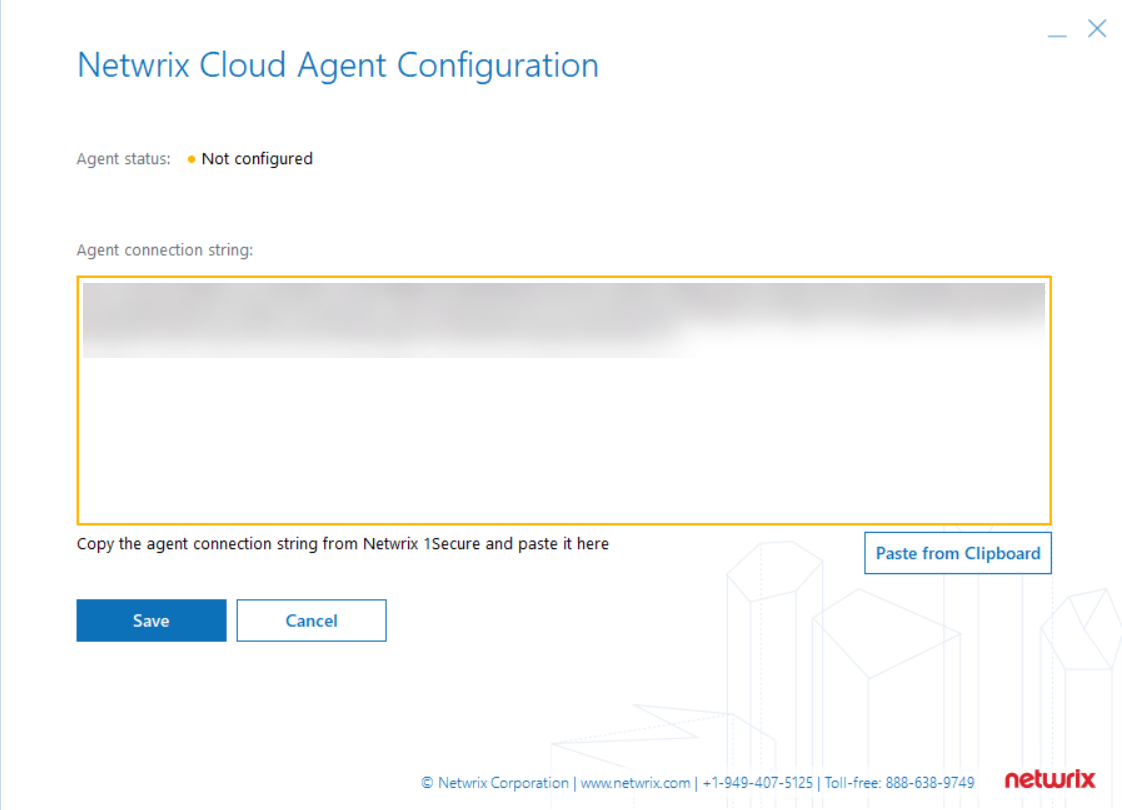 Netwrix Cloud Agent Configuration
Agent status: Not configured
Agent connection string:
Copy the agent connection string from Netwrix 1Secure and paste it here
Paste from Clipboard
Save Cancel
© Netwrix Corporation | www.netwrix.com | +1-949-407-5125 | Toll-free: 888-638-9749 netwrix